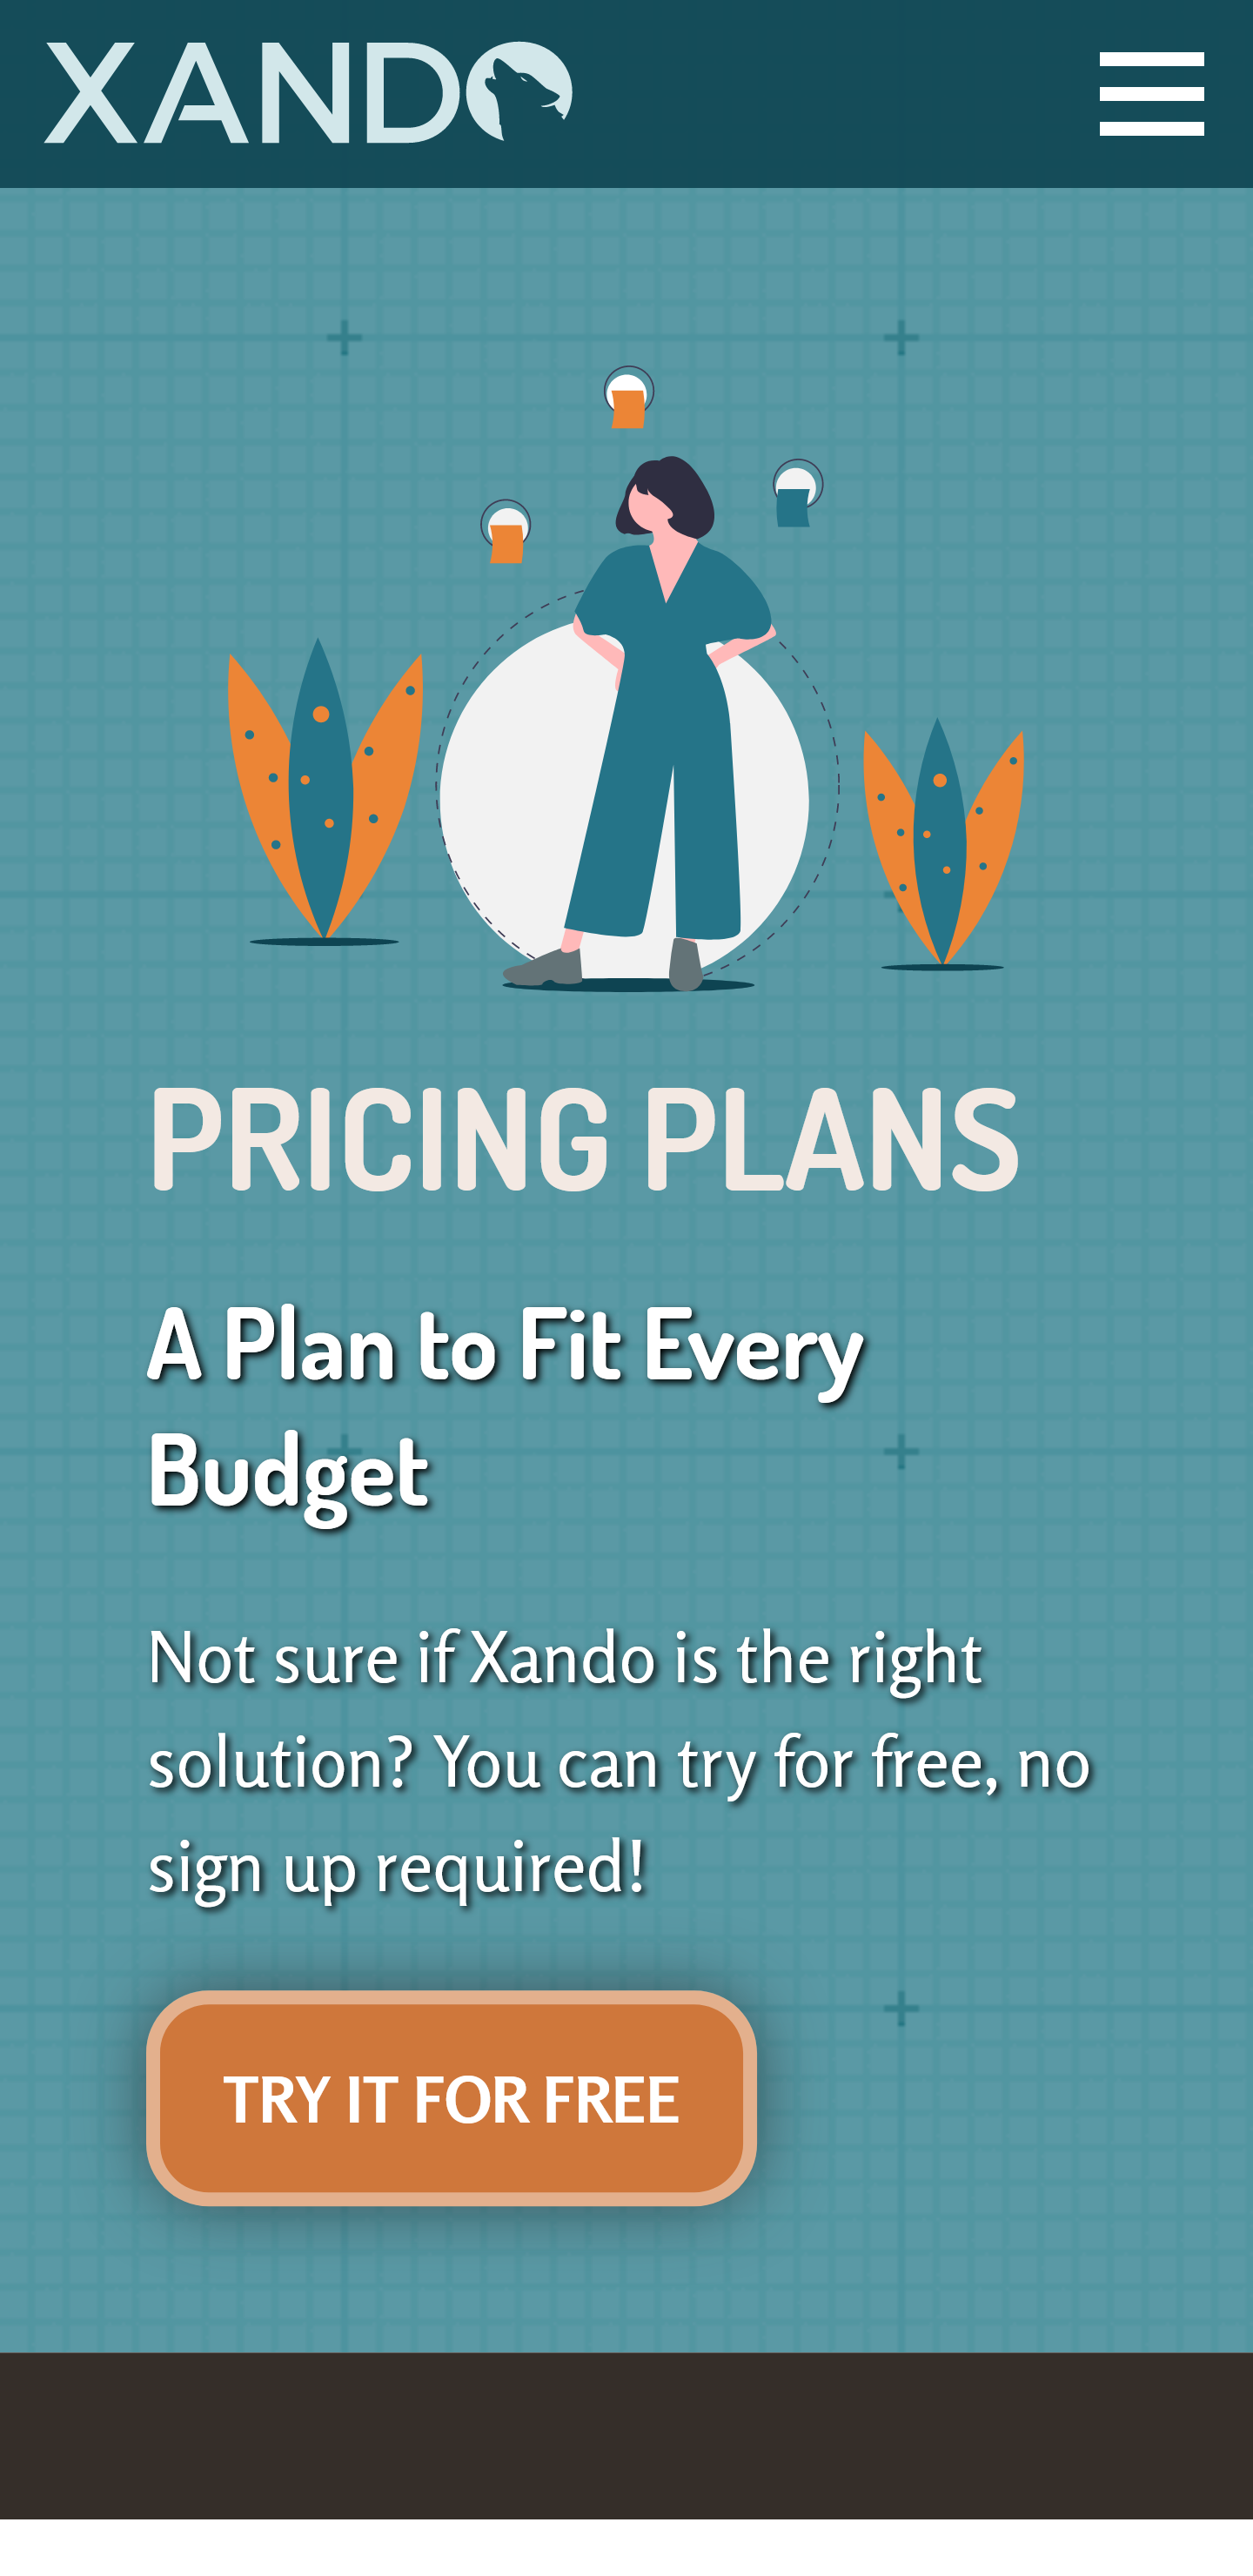 XANDO
PRICING PLANS
A Plan to Fit Every
Budget
Not sure if Xando is the right
solution? You can try for free, no
sign up required!
TRY IT FOR FREE